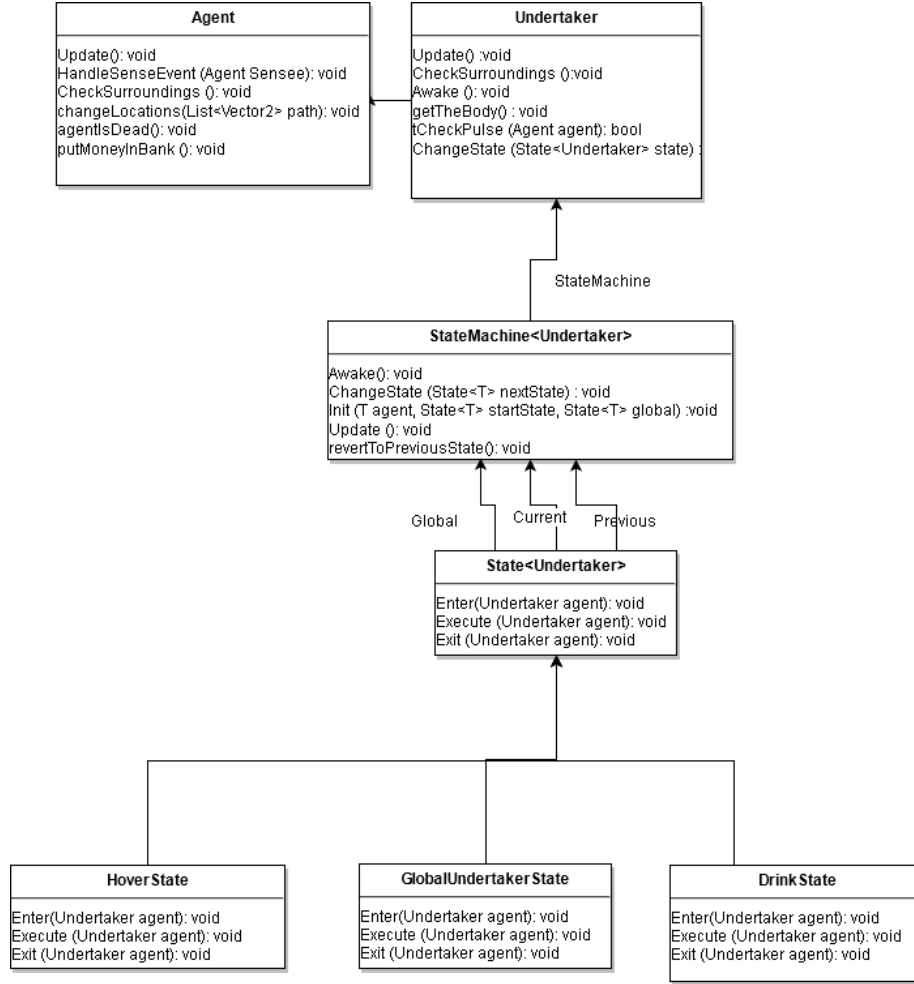 Agent
Update(): void
HandleSenseEvent (Agent Sensee): void
CheckSurroundings (): void
changeLocations(List<Vector2> path): void
agentIsDead(): void
putMoneyInBank (): void
Undertaker
Update() :void
CheckSurroundings ():void
Awake (): void
getTheBody() : void
tCheckPulse (Agent agent): bool
ChangeState (State<Undertaker> state) :
StateMachine
StateMachine<Undertaker>
Awake(): void
ChangeState (State<T> nextState) : void
Init (T agent, State<T> startState, State<T> global) :void
Update (): void
revertToPreviousState(): void
Global
Current
Previous
State<Undertaker>
Enter(Undertaker agent): void
Execute (Undertaker agent): void
Exit (Undertaker agent): void
HoverState
Enter(Undertaker agent): void
Execute (Undertaker agent): void
Exit (Undertaker agent): void
GlobalUndertakerState
Enter(Undertaker agent): void
Execute (Undertaker agent): void
Exit (Undertaker agent): void
DrinkState
Enter(Undertaker agent): void
Execute (Undertaker agent): void
Exit (Undertaker agent): void